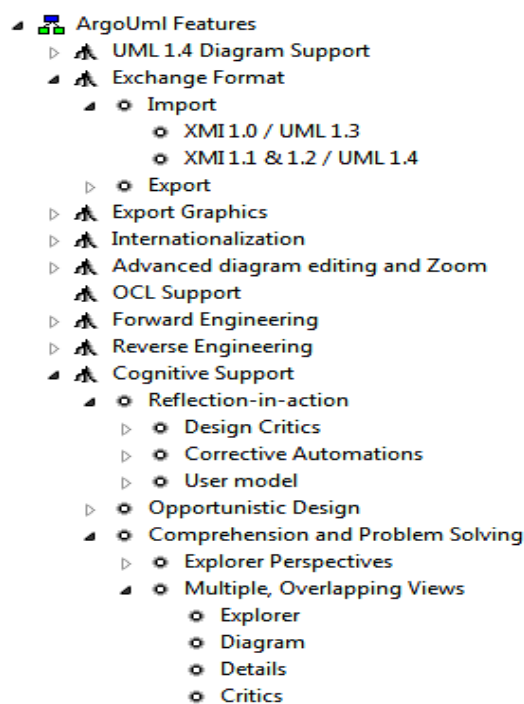 ArgoUml Features
UML 1.4 Diagram Support
Exchange Format
Import
XMI 1.0 / UML 1.3
XMI 1.1 & 1.2 / UML 1.4
Export
Export Graphics
Internationalization
Advanced diagram editing and Zoom
OCL Support
Forward Engineering
Reverse Engineering
Cognitive Support
Reflection-in-action
Design Critics
Corrective Automations
User model
Opportunistic Design
Comprehension and Problem Solving
Explorer Perspectives
Multiple, Overlapping Views
Explorer
Diagram
Details
Critics